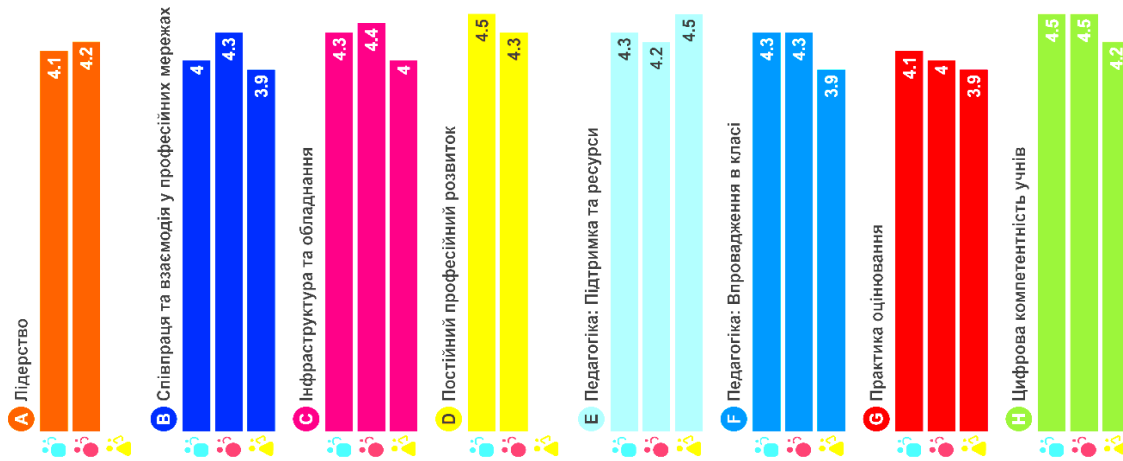 A Лідерство
4.1
4.2
B Співпраця та взаємодія у професійних мережах
4
4.3
3.9
C Інфраструктура та обладнання
4.3
4.4
4
D Постійний професійний розвиток
4.5
4.3
E Педагогіка: Підтримка та ресурси
4.3
4.2
4.5
F Педагогіка: Впровадження в класі
4.3
4.3
3.9
G Практика оцінювання
4.1
4
3.9
H Цифрова компетентність учнів
4.5
4.5
4.2